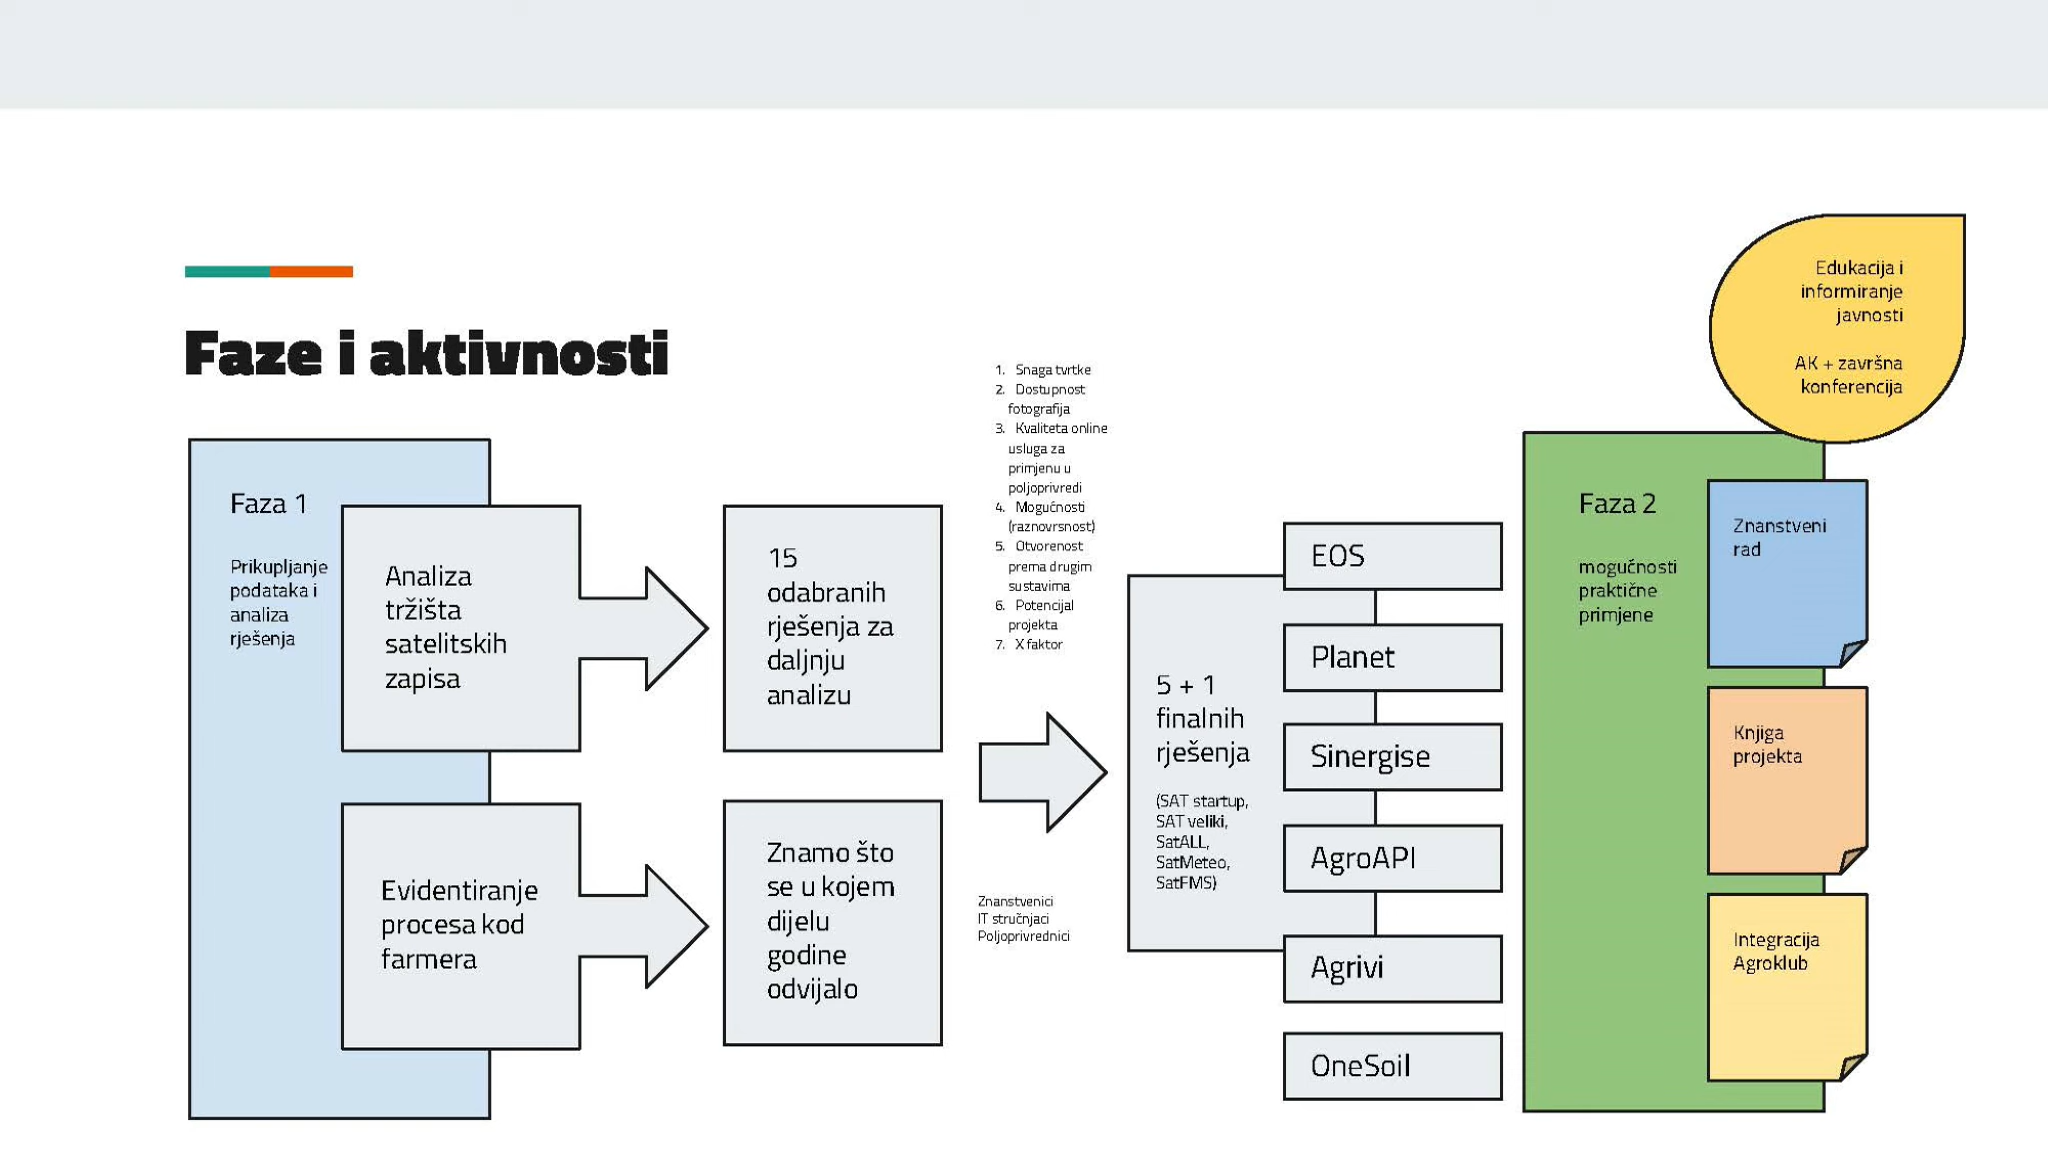 Faze i aktivnosti
Faza 1
Prikupljanje
podataka i
analiza
rješenja
Analiza
tržišta
satelitskih
zapisa
Evidentiranje
procesa kod
farmera
15
odabranih
rješenja za
daljnju
analizu
Znamo što
se u kojem
dijelu
godine
odvijalo
1. Snaga tvrtke
2. Dostupnost
fotografija
3. Kvaliteta online
usluga za
primjenu u
poljoprivredi
4. Mogućnosti
(raznovrsnost)
5. Otvorenost
prema drugim
sustavima
6. Potencijal
projekta
7. X faktor
Znanstvenici
IT stručnjaci
Poljoprivrednici
5 + 1
finalnih
rješenja
(SAT startup,
SAT veliki,
SatALL,
SatMeteo,
SatFMS)
EOS
Planet
Sinergise
AgroAPI
Agrivi
OneSoil
Faza 2
mogućnosti
praktične
primjene
Edukacija i
informiranje
javnosti
AK + završna
konferencija
Znanstveni
rad
Knjiga
projekta
Integracija
Agroklub